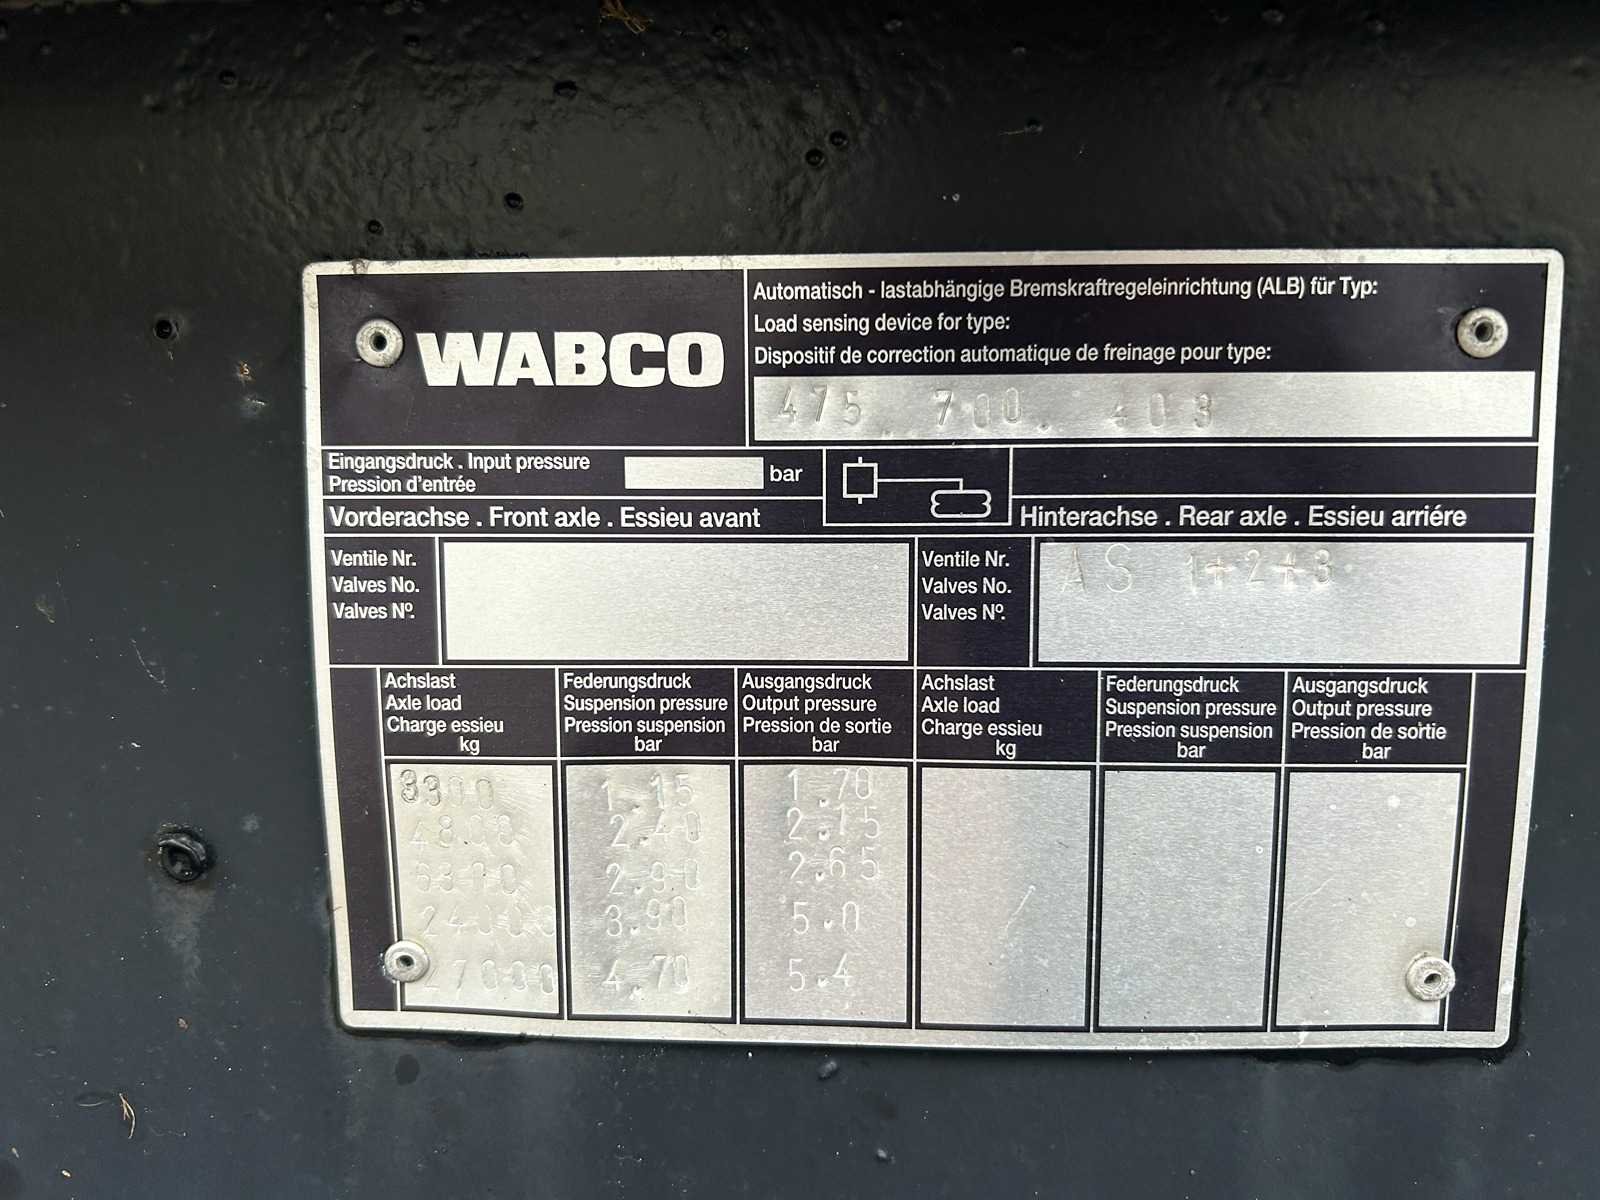 WABCO
Automatisch - lastabhängige Bremskraftregeleinrichtung (ALB) für Typ:
Load sensing device for type:
Dispositif de correction automatique de freinage pour type:
475. 700. 403
Eingangsdruck . Input pressure
Pression d'entrée
bar
Vorderachse . Front axle . Essieu avant
Hinterachse . Rear axle . Essieu arriére
Ventile Nr.
Valves No.
Valves Nº.
Ventile Nr.
Valves No.
Valves Nº.
AS 1+2+3
Achslast
Axle load
Charge essieu
kg
Federungsdruck
Suspension pressure
Pression suspension
bar
Ausgangsdruck
Output pressure
Pression de sortie
bar
Achslast
Axle load
Charge essieu
kg
Federungsdruck
Suspension pressure
Pression suspension
bar
Ausgangsdruck
Output pressure
Pression de sortie
bar
3300 1.15 1.70
4800 2.40 2.15
2.90 2.65
24000 3.90 5.0
27000 4.70 5.4